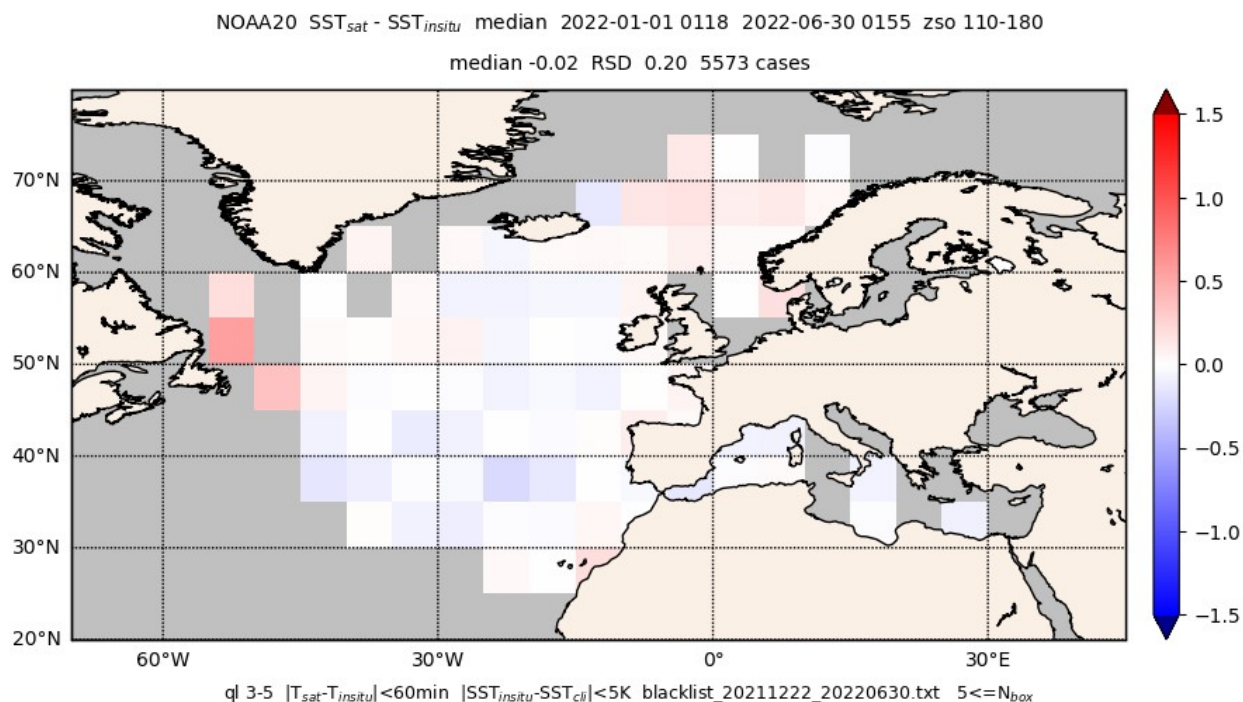 NOAA20 SST_sat - SST_insitu median 2022-01-01 0118 2022-06-30 0155 zso 110-180
median -0.02 RSD 0.20 5573 cases
70°N
60°N
50°N
40°N
30°N
20°N
60°W
30°W
0°
30°E
1.5
1.0
0.5
0.0
−0.5
−1.0
−1.5
ql 3-5 |T_sat-T_insitu|<60min |SST_insitu-SST_cli|<5K blacklist_20211222_20220630.txt 5<=N_box